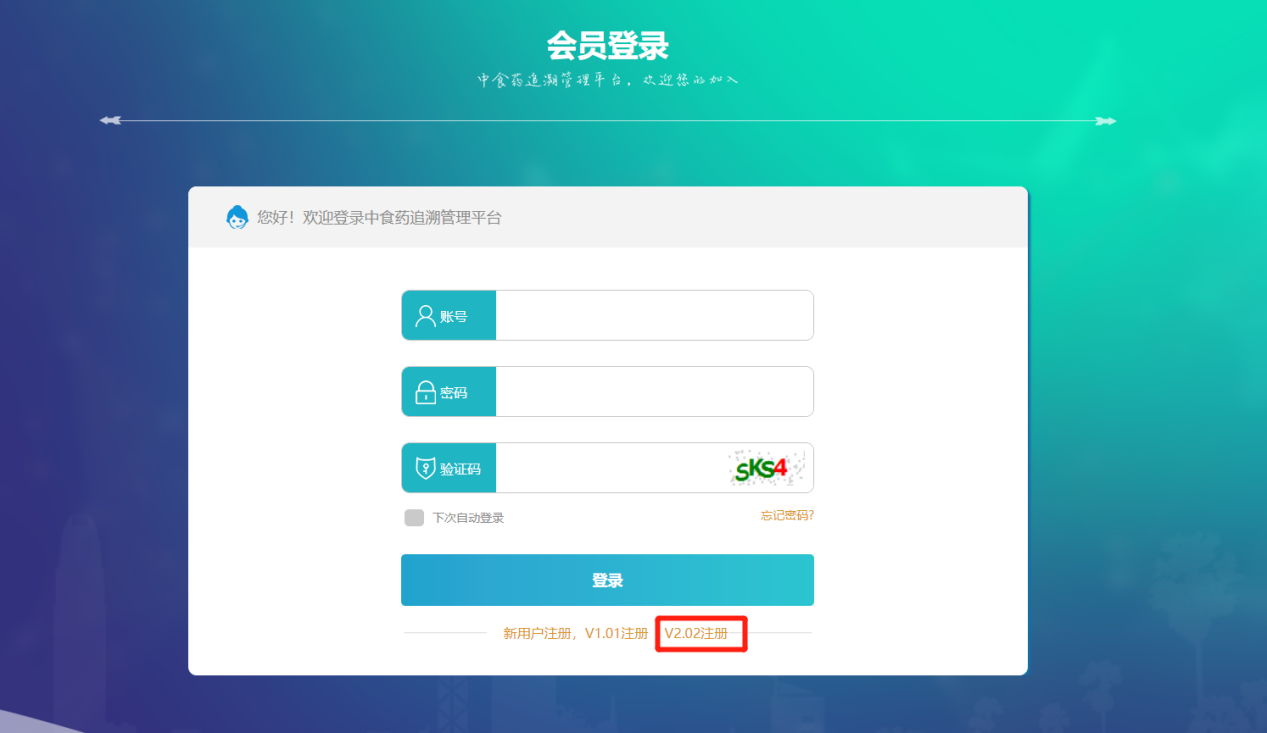 会员登录
中食药追溯管理平台，欢迎您的加入
您好！欢迎登录中食药追溯管理平台
账号
密码
验证码 SKS4
下次自动登录 忘记密码?
登录
新用户注册，V1.01注册 V2.02注册